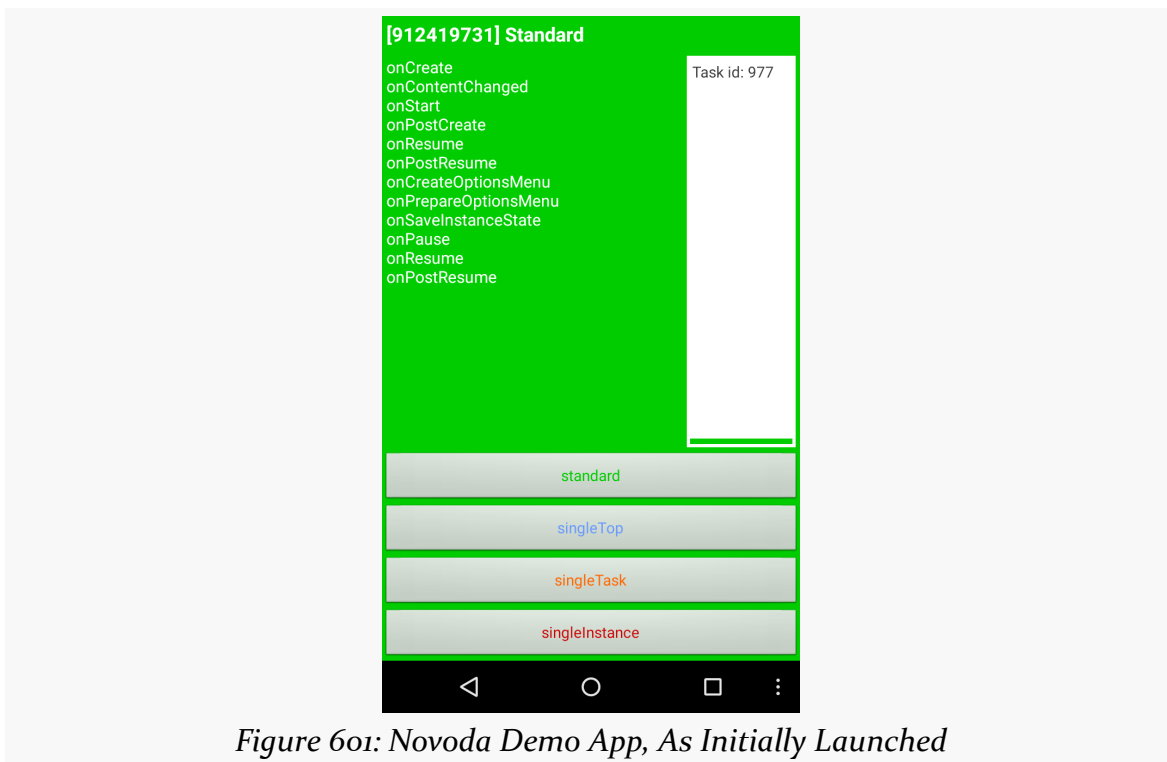 [912419731] Standard
onCreate
onContentChanged
onStart
onPostCreate
onResume
onPostResume
onCreateOptionsMenu
onPrepareOptionsMenu
onSaveInstanceState
onPause
onResume
onPostResume
Task id: 977
standard
singleTop
singleTask
singleInstance
Figure 601: Novoda Demo App, As Initially Launched